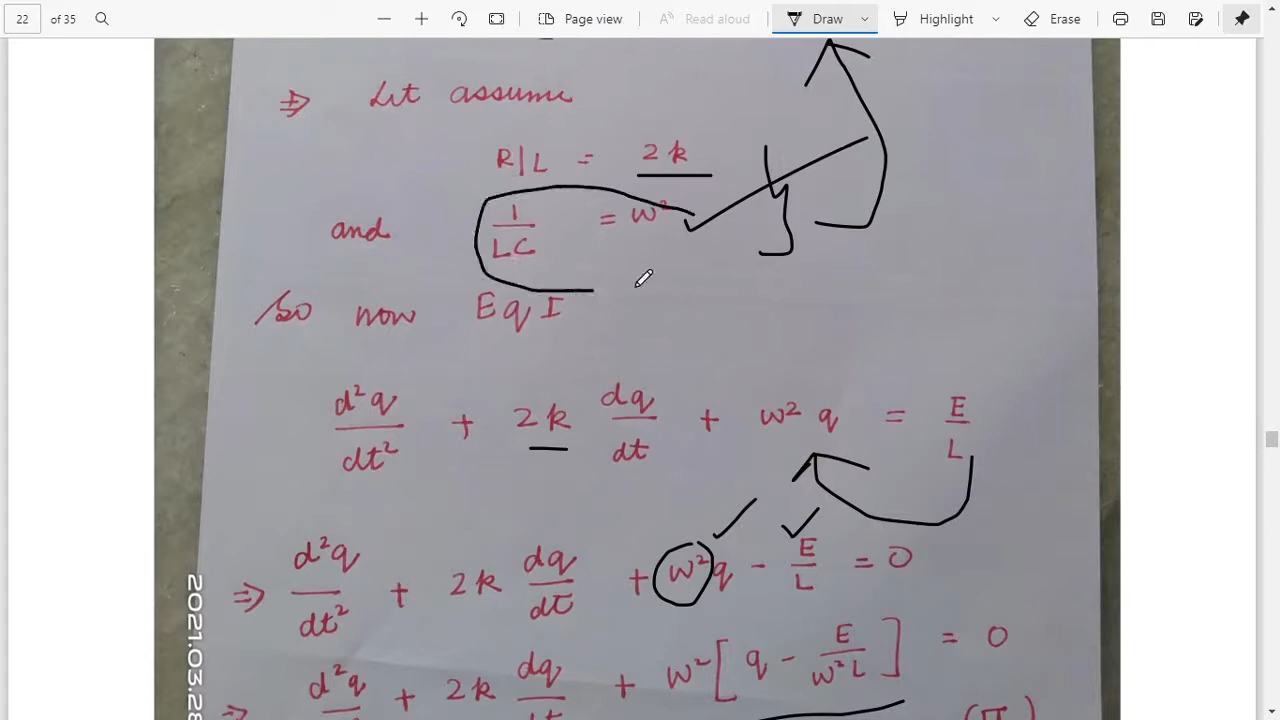 22 of 35 Page view Read aloud Draw Highlight Erase
⇒ Let assume
R|L = 2k
and 1/LC = w²
So now Eq I
d²q/dt² + 2k dq/dt + w² q = E/L
⇒ d²q/dt² + 2k dq/dt + w²q - E/L = 0
⇒ d²q/dt² + 2k dq/dt + w² [ q - E/w²L ] = 0
(II)
2021.03.28